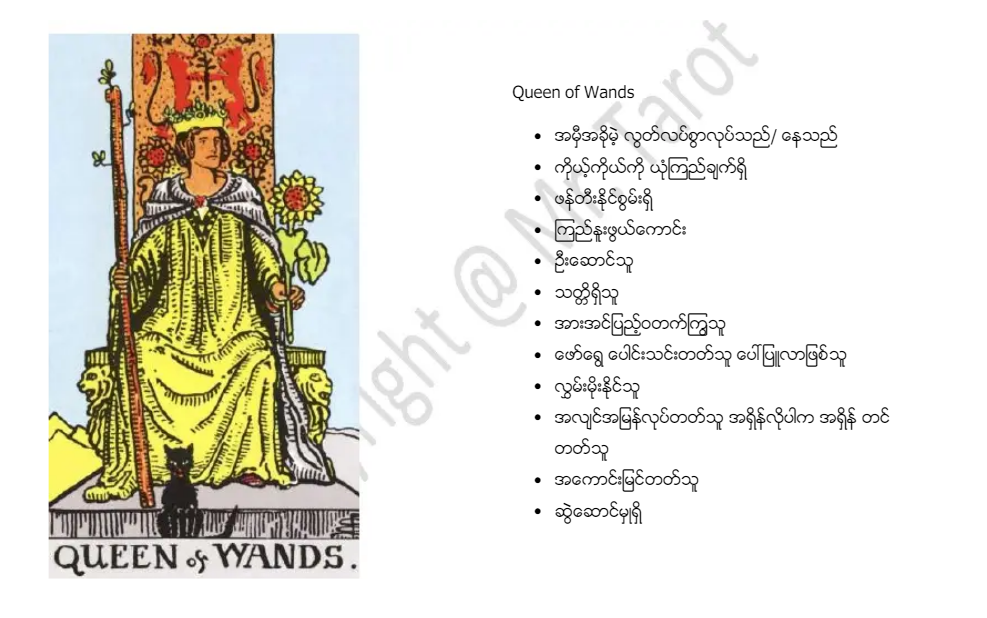 Queen of Wands
• အမှီအခိုမဲ့ လွတ်လပ်စွာလုပ်သည်/ နေသည်
• ကိုယ့်ကိုယ်ကို ယုံကြည်ချက်ရှိ
• ဖန်တီးနိုင်စွမ်းရှိ
• ကြည်နူးဖွယ်ကောင်း
• ဦးဆောင်သူ
• သတ္တိရှိသူ
• အားအင်ပြည့်ဝတက်ကြွသူ
• ဖော်ရွေ ပေါင်းသင်းတတ်သူ ပေါ်ပြူလာဖြစ်သူ
• လွှမ်းမိုးနိုင်သူ
• အလျင်အမြန်လုပ်တတ်သူ အရှိန်လိုပါက အရှိန် တင်
တတ်သူ
• အကောင်းမြင်တတ်သူ
• ဆွဲဆောင်မှုရှိ
QUEEN of WANDS.
right @ Mr.Tarot